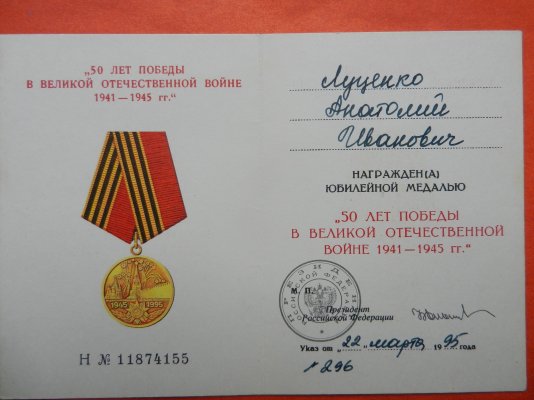 „50 ЛЕТ ПОБЕДЫ
В ВЕЛИКОЙ ОТЕЧЕСТВЕННОЙ ВОЙНЕ
1941—1945 гг.“
1945 1995
Н № 11874155
Луценко
Анатолий
Иванович
НАГРАЖДЕН(А)
ЮБИЛЕЙНОЙ МЕДАЛЬЮ
„50 ЛЕТ ПОБЕДЫ
В ВЕЛИКОЙ ОТЕЧЕСТВЕННОЙ
ВОЙНЕ 1941—1945 гг.“
М. П.
Президент
Российской Федерации
Указ от „22„ марта 1995 года
№ 296